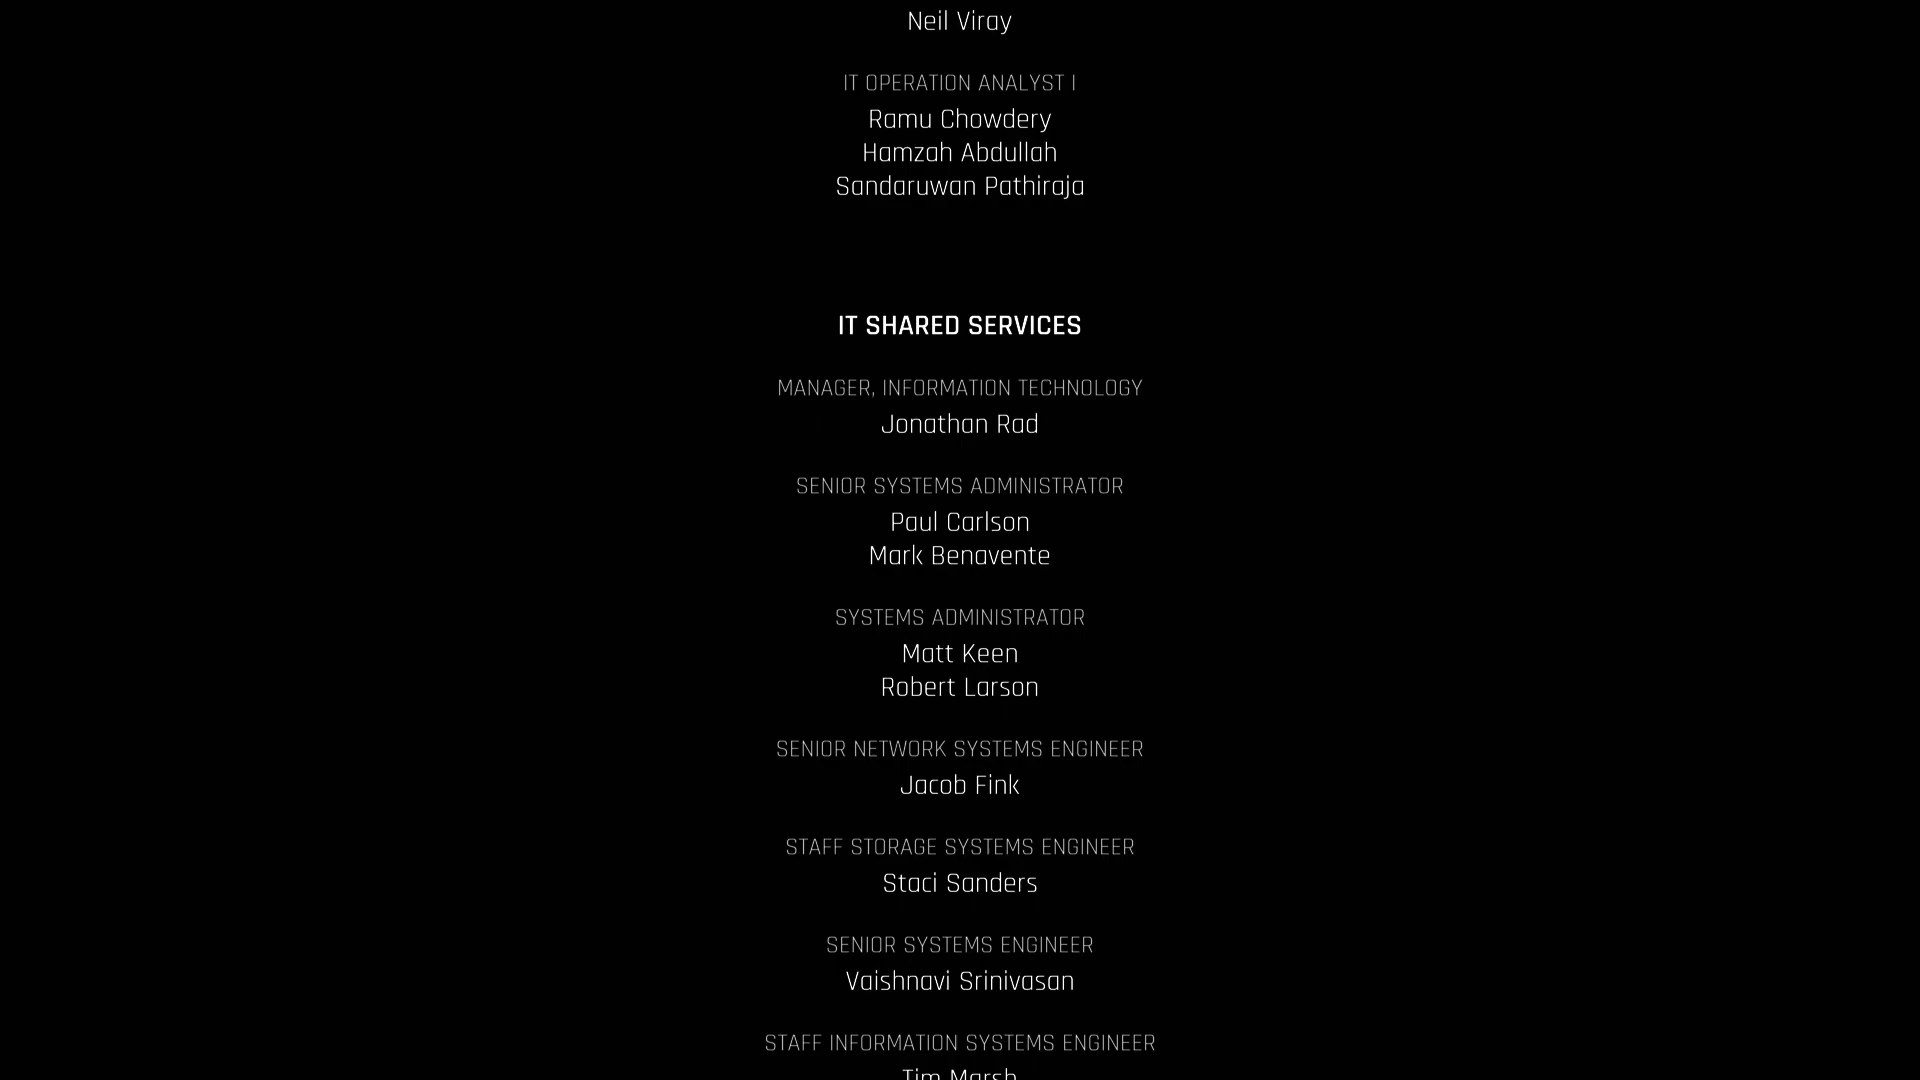 Neil Viray
IT OPERATION ANALYST I
Ramu Chowdery
Hamzah Abdullah
Sandaruwan Pathiraja
IT SHARED SERVICES
MANAGER, INFORMATION TECHNOLOGY
Jonathan Rad
SENIOR SYSTEMS ADMINISTRATOR
Paul Carlson
Mark Benavente
SYSTEMS ADMINISTRATOR
Matt Keen
Robert Larson
SENIOR NETWORK SYSTEMS ENGINEER
Jacob Fink
STAFF STORAGE SYSTEMS ENGINEER
Staci Sanders
SENIOR SYSTEMS ENGINEER
Vaishnavi Srinivasan
STAFF INFORMATION SYSTEMS ENGINEER
Tim Marsh